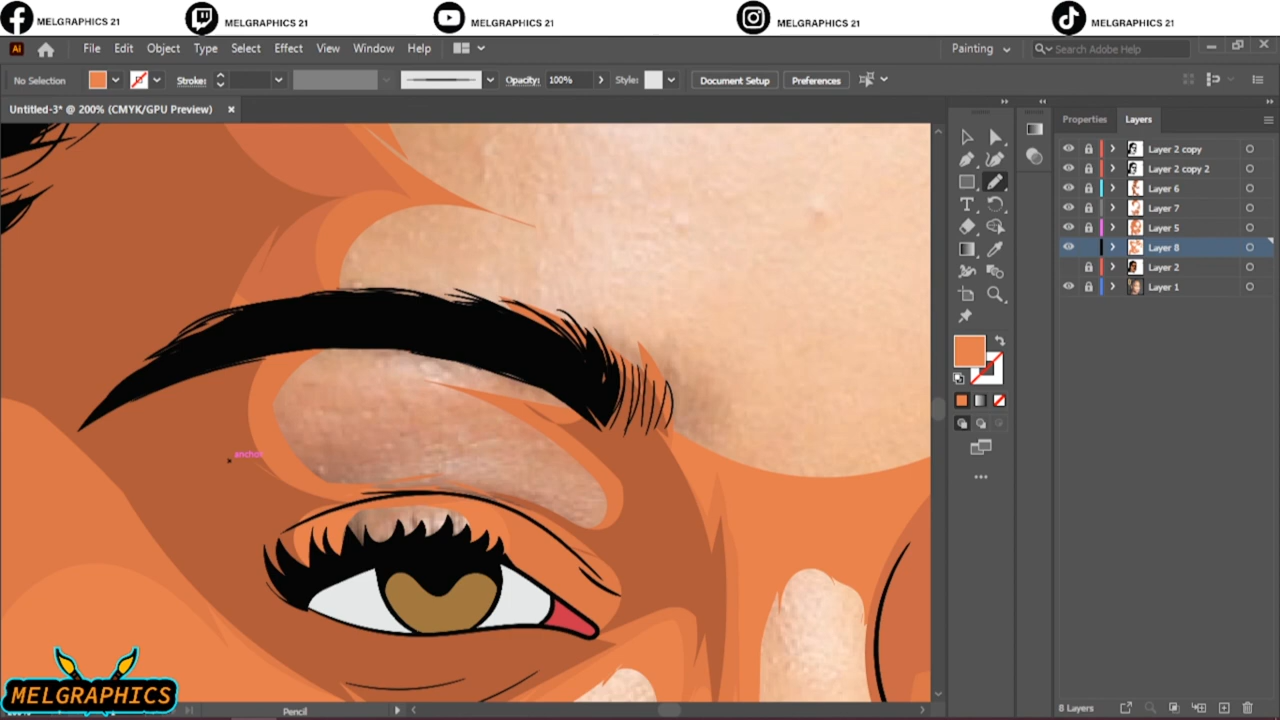 MELGRAPHICS 21 MELGRAPHICS 21 MELGRAPHICS 21 MELGRAPHICS 21 MELGRAPHICS 21
Ai File Edit Object Type Select Effect View Window Help Painting Search Adobe Help
No Selection Stroke: Opacity: 100% Style: Document Setup Preferences
Untitled-3* @ 200% (CMYK/GPU Preview)
Properties Layers
Layer 2 copy
Layer 2 copy 2
Layer 6
Layer 7
Layer 5
Layer 8
Layer 2
Layer 1
anchor
MELGRAPHICS
Pencil
8 Layers